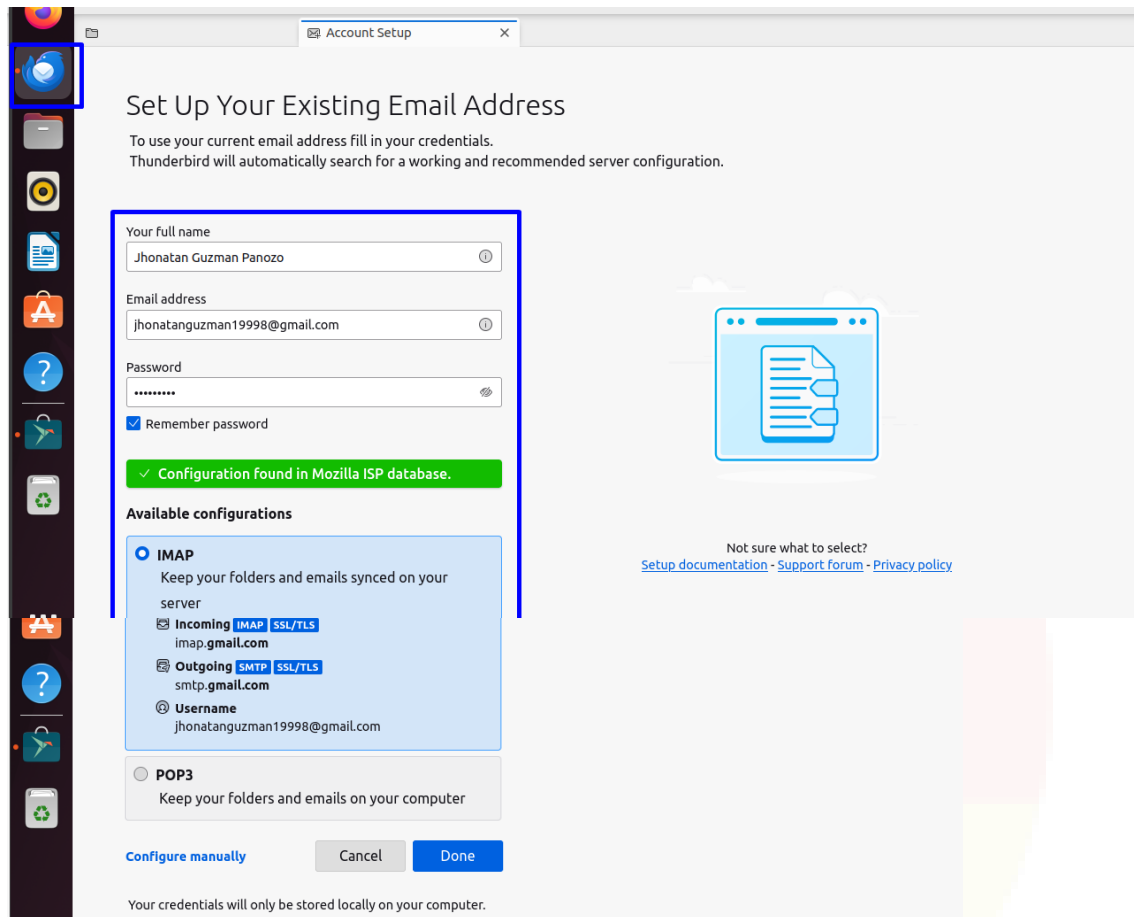 Account Setup
Set Up Your Existing Email Address
To use your current email address fill in your credentials.
Thunderbird will automatically search for a working and recommended server configuration.
Your full name
Jhonatan Guzman Panozo
Email address
jhonatanguzman19998@gmail.com
Password
•••••••••
Remember password
Configuration found in Mozilla ISP database.
Available configurations
IMAP
Keep your folders and emails synced on your
server
Incoming IMAP SSL/TLS
imap.gmail.com
Outgoing SMTP SSL/TLS
smtp.gmail.com
Username
jhonatanguzman19998@gmail.com
POP3
Keep your folders and emails on your computer
Configure manually Cancel Done
Your credentials will only be stored locally on your computer.
Not sure what to select?
Setup documentation - Support forum - Privacy policy